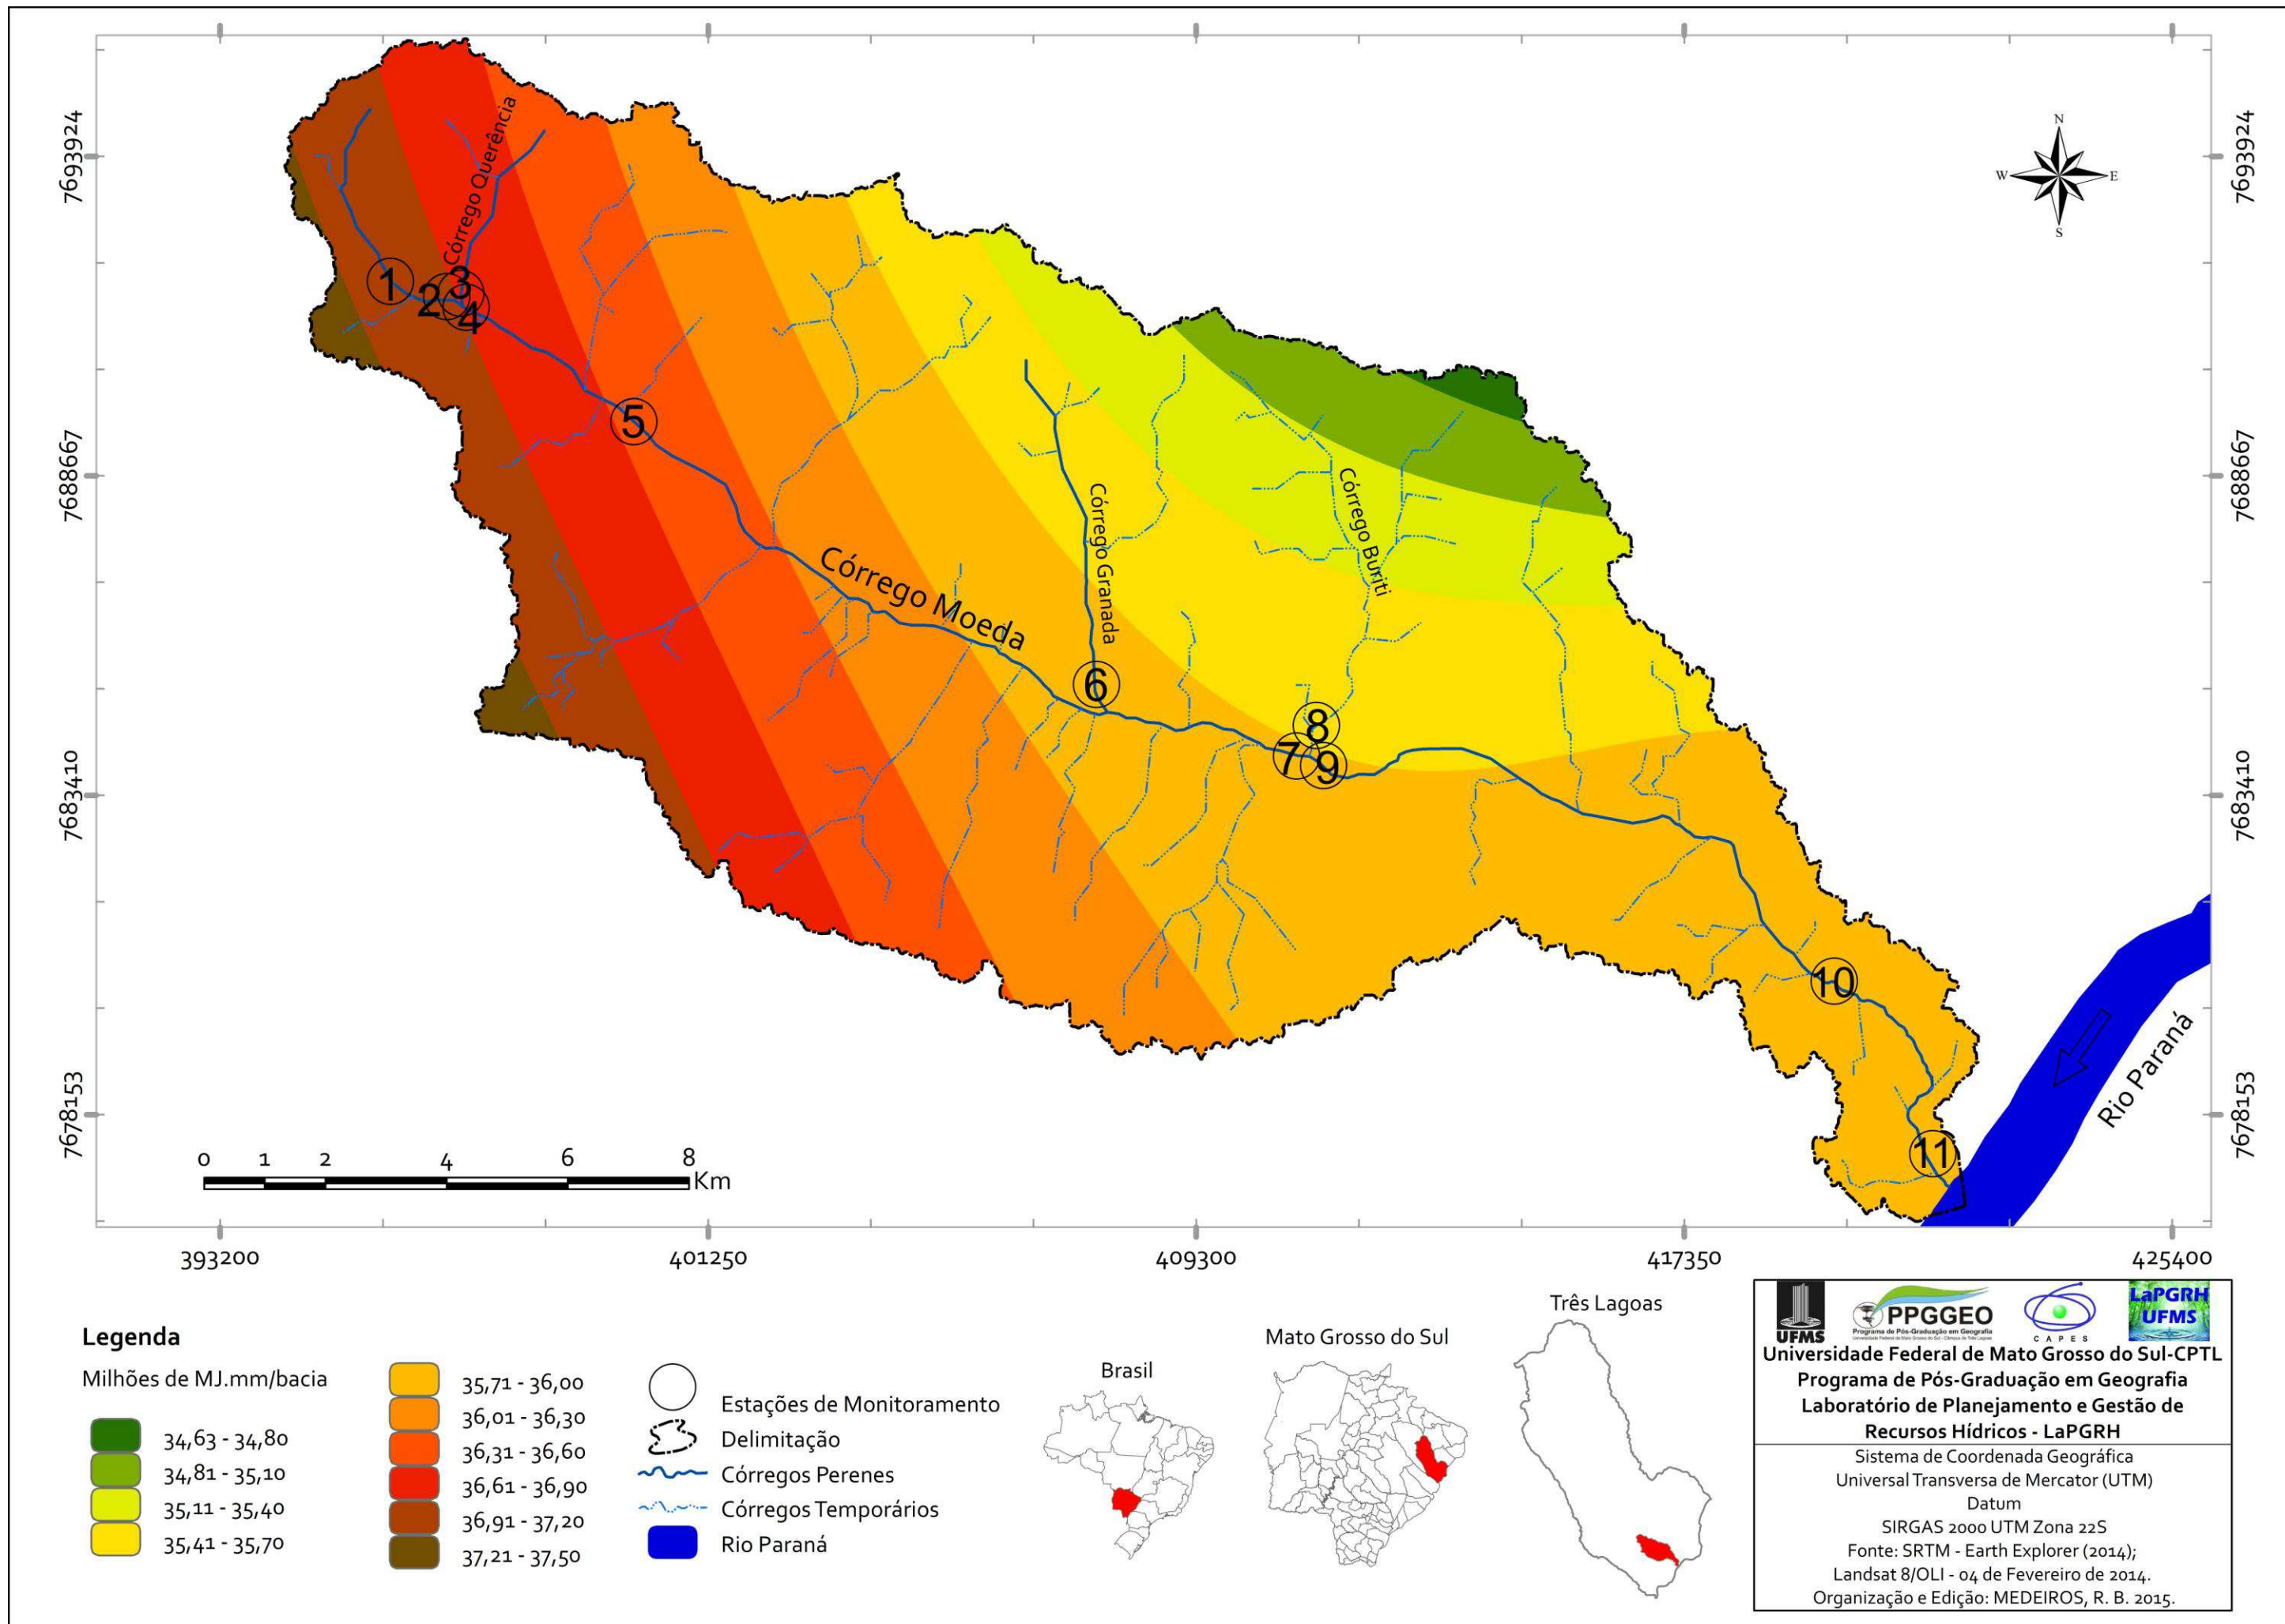 N
W
E
S
7693924
7688667
7683410
7678153
7693924
7688667
7683410
7678153
Córrego Querência
1
2
3
4
5
Córrego Moeda
Córrego Granada
Córrego Buriti
6
7
8
9
10
11
Rio Paraná
0 1 2 4 6 8
Km
393200 401250 409300 417350 425400
Legenda
Milhões de MJ.mm/bacia
34,63 - 34,80
34,81 - 35,10
35,11 - 35,40
35,41 - 35,70
35,71 - 36,00
36,01 - 36,30
36,31 - 36,60
36,61 - 36,90
36,91 - 37,20
37,21 - 37,50
Estações de Monitoramento
Delimitação
Córregos Perenes
Córregos Temporários
Rio Paraná
Brasil
Mato Grosso do Sul
Três Lagoas
UFMS
PPGGEO
Programa de Pós-Graduação em Geografia
CAPES
LaPGRH
UFMS
Universidade Federal de Mato Grosso do Sul-CPTL
Programa de Pós-Graduação em Geografia
Laboratório de Planejamento e Gestão de
Recursos Hídricos - LaPGRH
Sistema de Coordenada Geográfica
Universal Transversa de Mercator (UTM)
Datum
SIRGAS 2000 UTM Zona 22S
Fonte: SRTM - Earth Explorer (2014);
Landsat 8/OLI - 04 de Fevereiro de 2014.
Organização e Edição: MEDEIROS, R. B. 2015.